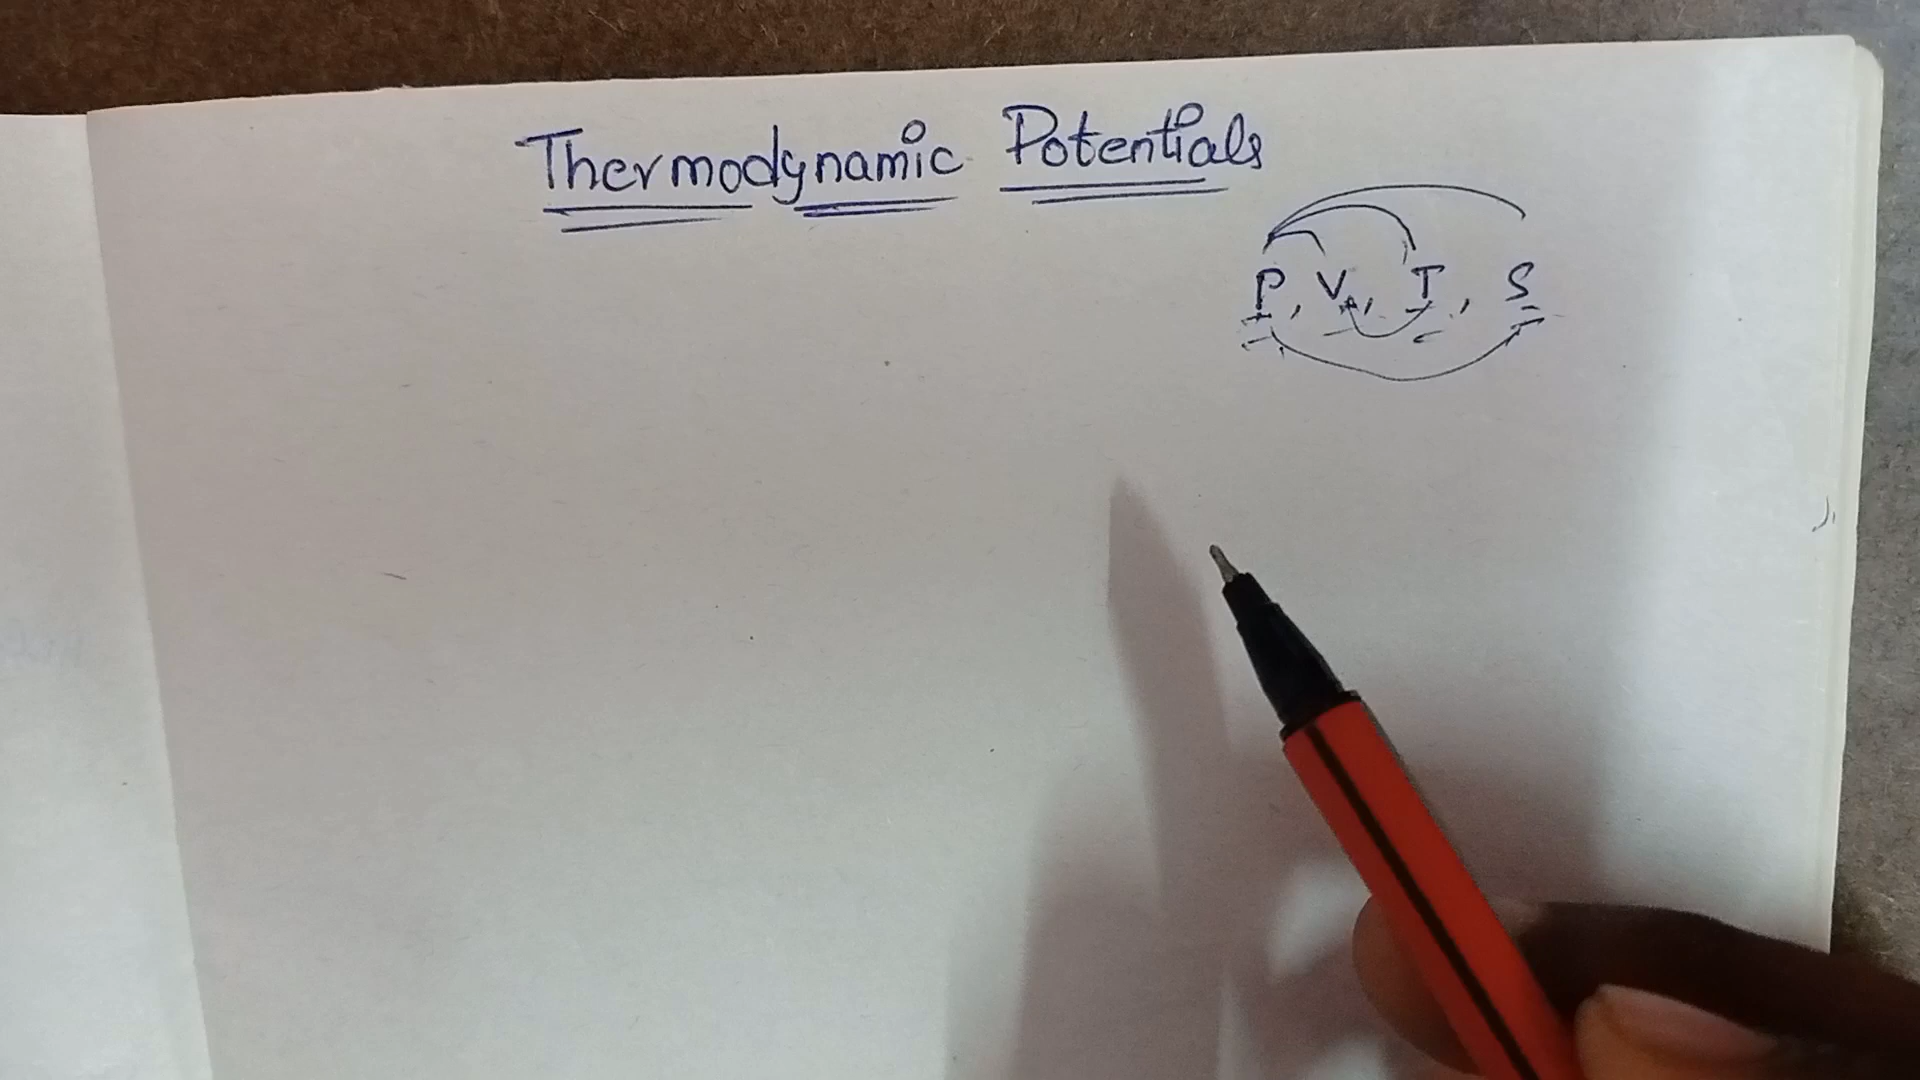 Thermodynamic Potentials
P, V, T, S